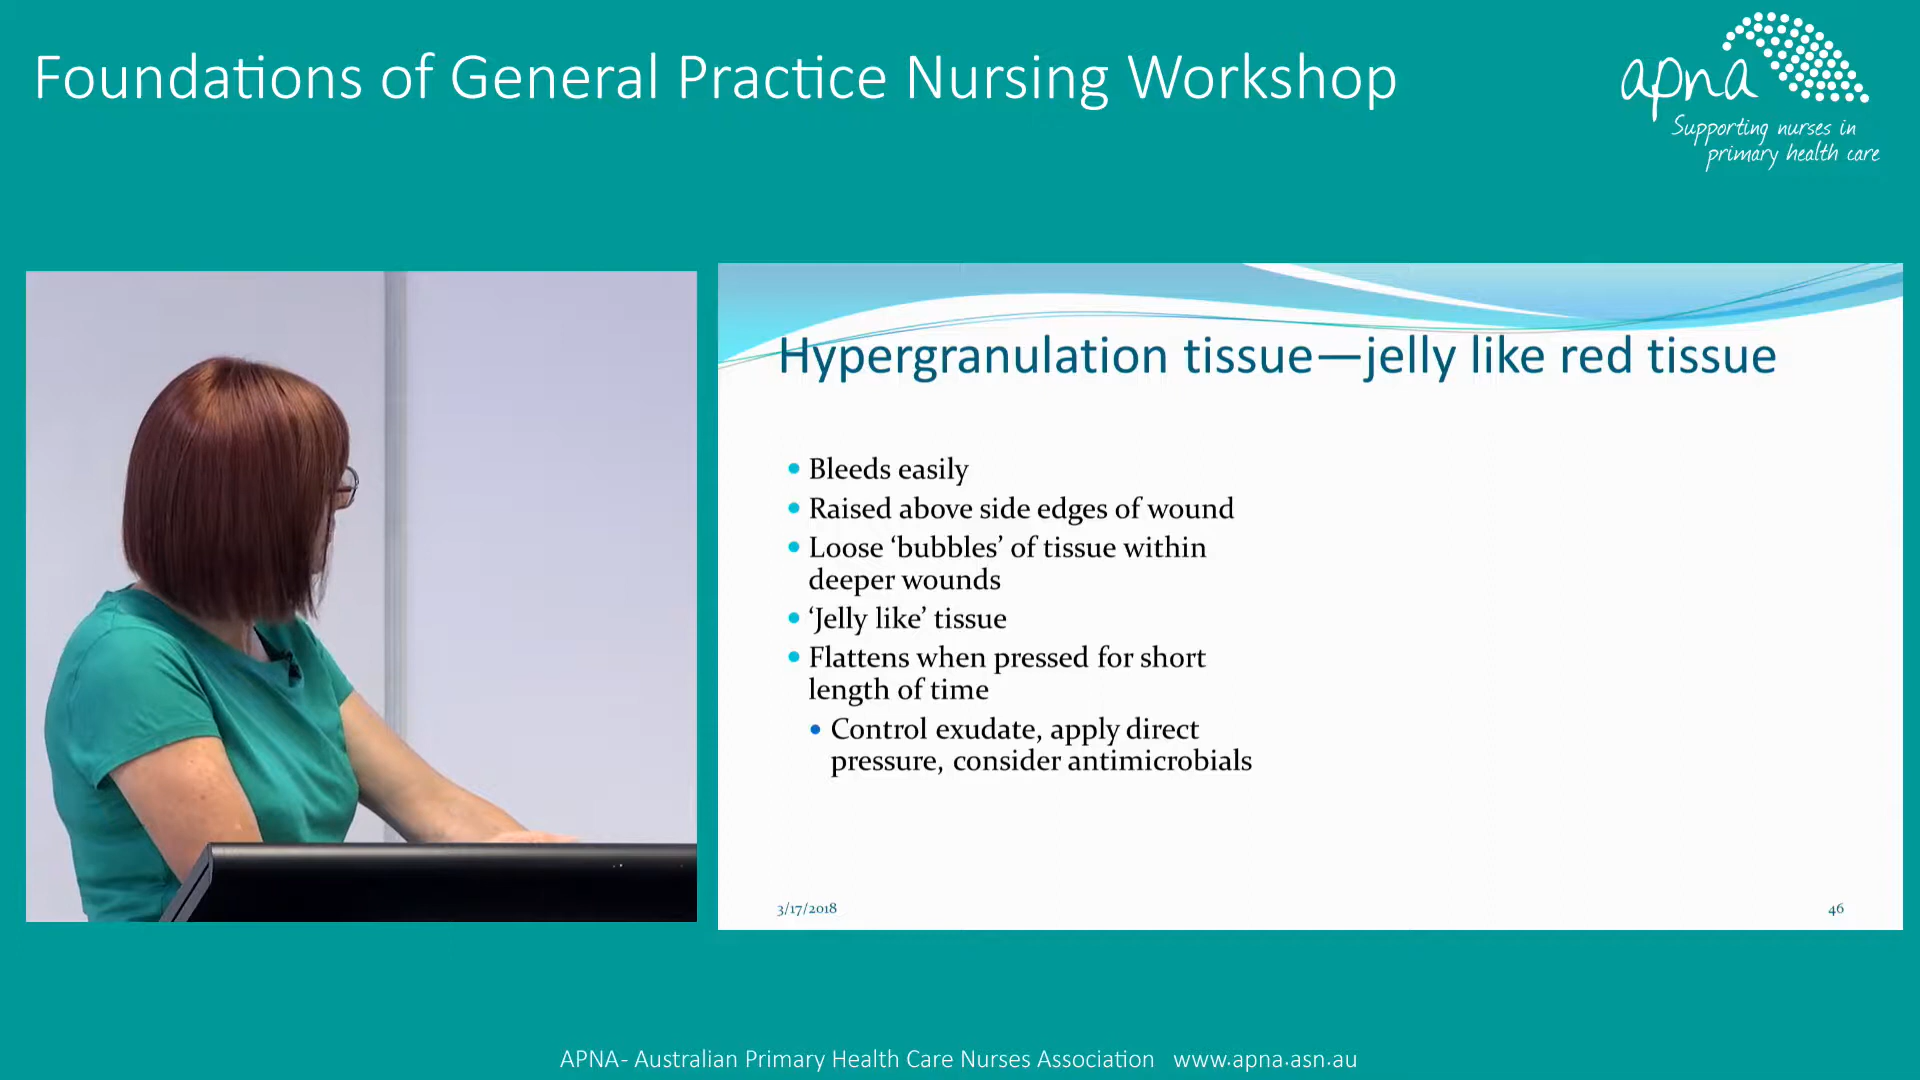 Foundations of General Practice Nursing Workshop
apna
Supporting nurses in
primary health care
Hypergranulation tissue—jelly like red tissue
• Bleeds easily
• Raised above side edges of wound
• Loose ‘bubbles’ of tissue within
deeper wounds
• ‘Jelly like’ tissue
• Flattens when pressed for short
length of time
• Control exudate, apply direct
pressure, consider antimicrobials
3/17/2018
46
APNA- Australian Primary Health Care Nurses Association www.apna.asn.au